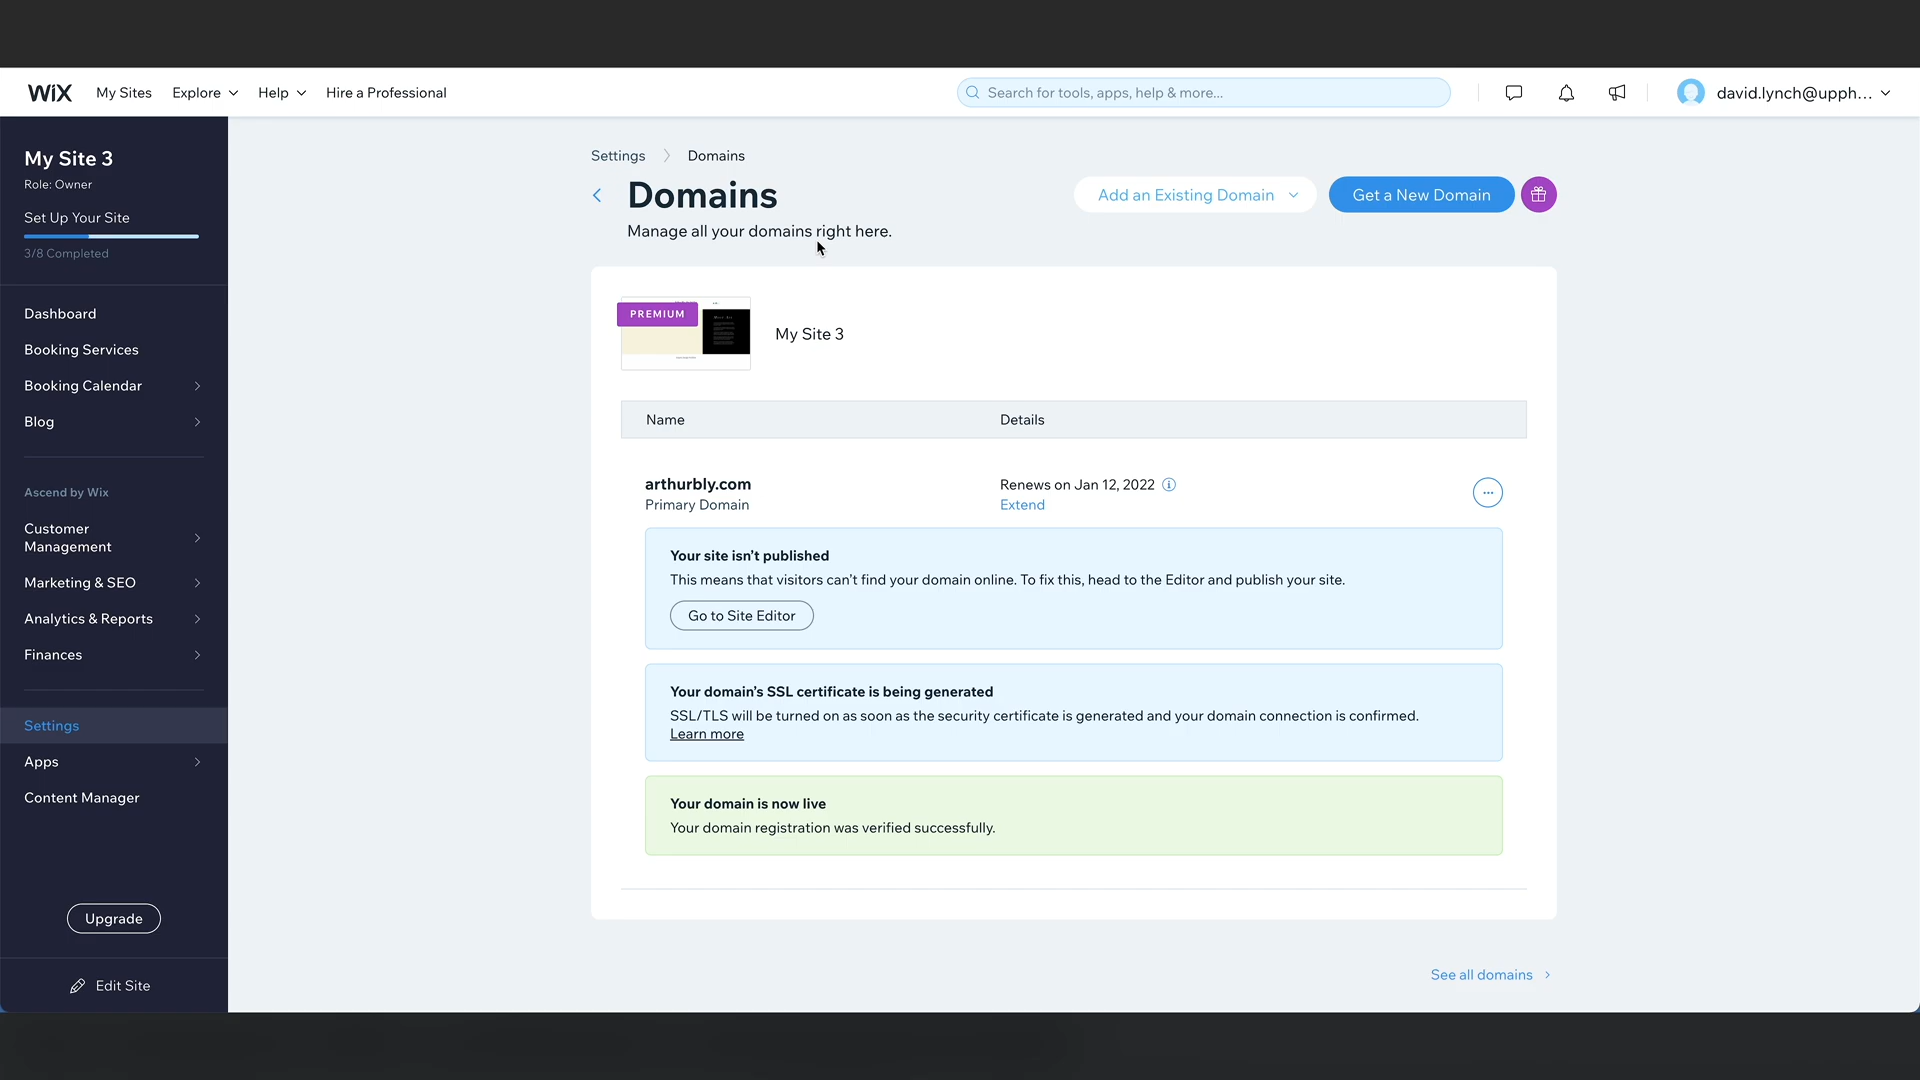 WiX My Sites Explore Help Hire a Professional Search for tools, apps, help & more... david.lynch@upph...
My Site 3
Role: Owner
Set Up Your Site
3/8 Completed
Dashboard
Booking Services
Booking Calendar
Blog
Ascend by Wix
Customer
Management
Marketing & SEO
Analytics & Reports
Finances
Settings
Apps
Content Manager
Upgrade
Edit Site
Settings Domains
Domains
Add an Existing Domain Get a New Domain
Manage all your domains right here.
PREMIUM
My Site 3
Name Details
arthurbly.com Renews on Jan 12, 2022
Primary Domain Extend
Your site isn’t published
This means that visitors can’t find your domain online. To fix this, head to the Editor and publish your site.
Go to Site Editor
Your domain’s SSL certificate is being generated
SSL/TLS will be turned on as soon as the security certificate is generated and your domain connection is confirmed.
Learn more
Your domain is now live
Your domain registration was verified successfully.
See all domains